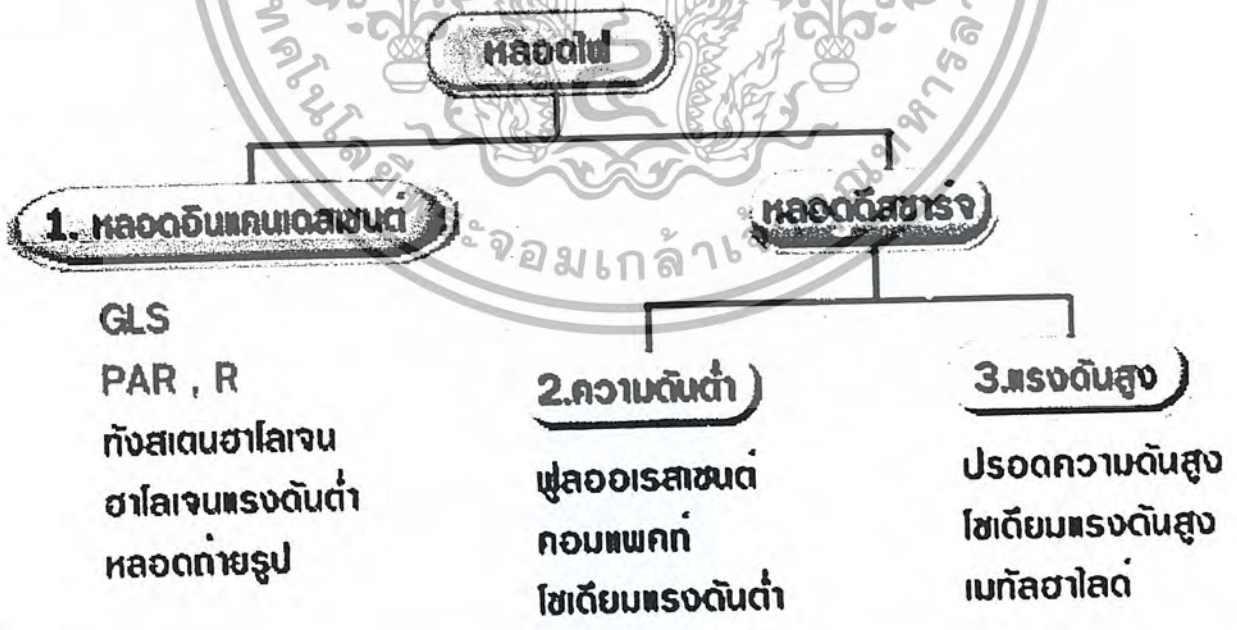 หลอดไฟ
1. หลอดอินแคนเดสเซนต์
หลอดดีสชาร์จ
GLS
PAR , R
ทังสเตนฮาโลเจน
ฮาโลเจนแรงดันต่ำ
หลอดถ่ายรูป
2.ความดันต่ำ
ฟูลออเรสเซนต์
คอมแพคท์
โซเดียมแรงดันต่ำ
3.แรงดันสูง
ปรอดความดันสูง
โซเดียมแรงดันสูง
เมทัลฮาไลด์